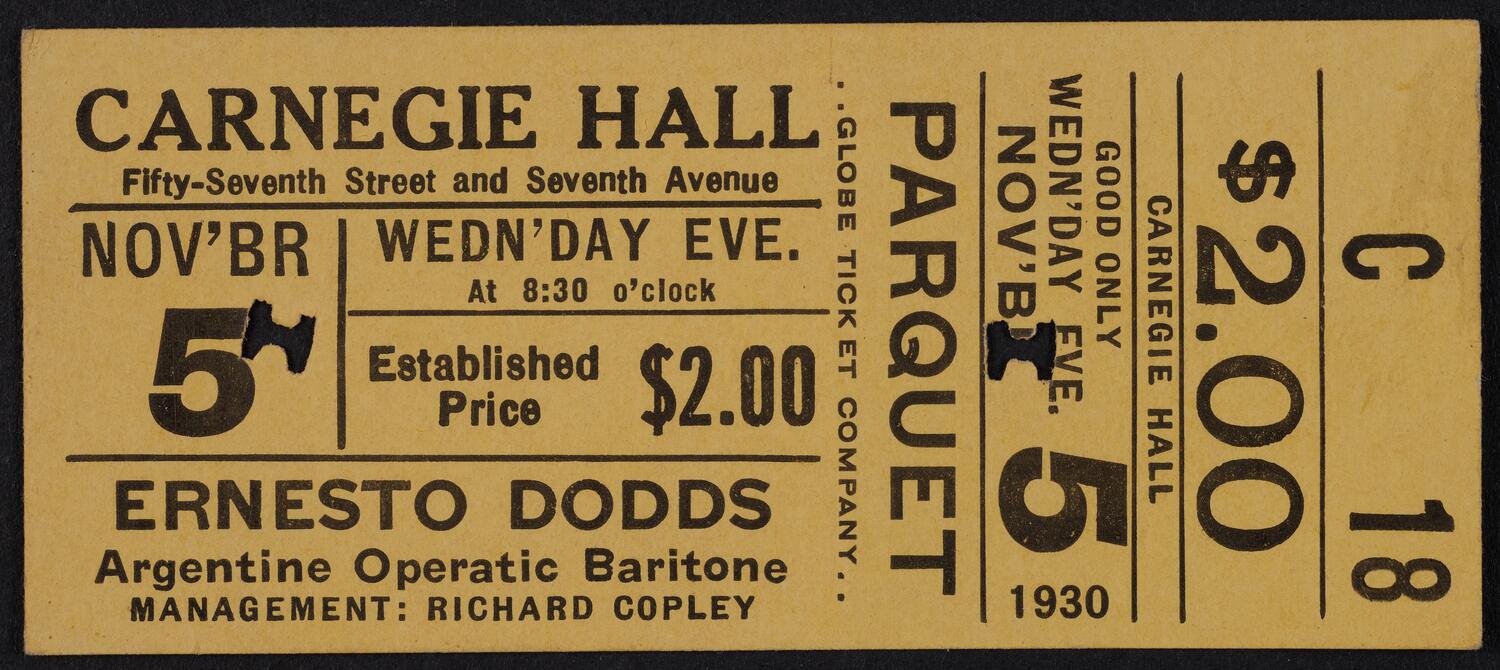 CARNEGIE HALL
Fifty-Seventh Street and Seventh Avenue
NOV'BR
5
WEDN'DAY EVE.
At 8:30 o'clock
Established
Price
$2.00
ERNESTO DODDS
Argentine Operatic Baritone
MANAGEMENT: RICHARD COPLEY
..GLOBE TICKET COMPANY..
PARQUET
GOOD ONLY
WEDN'DAY EVE.
NOV'B
5
1930
CARNEGIE HALL
$2.00
C 18